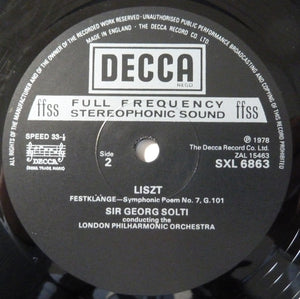 ALL RIGHTS OF THE MANUFACTURER AND OF THE OWNER OF THE RECORDED WORK RESERVED · UNAUTHORISED PUBLIC PERFORMANCE BROADCASTING AND COPYING OF THIS RECORD PROHIBITED
MADE IN ENGLAND · THE DECCA RECORD CO LTD
DECCA
REGD
ffss
FULL FREQUENCY
STEREOPHONIC SOUND
ffss
SPEED 33⅓
DECCA
Side
2
℗ 1978
The Decca Record Co. Ltd.
ZAL 15463
SXL 6863
LISZT
FESTKLÄNGE—Symphonic Poem No. 7, G.101
SIR GEORG SOLTI
conducting the
LONDON PHILHARMONIC ORCHESTRA